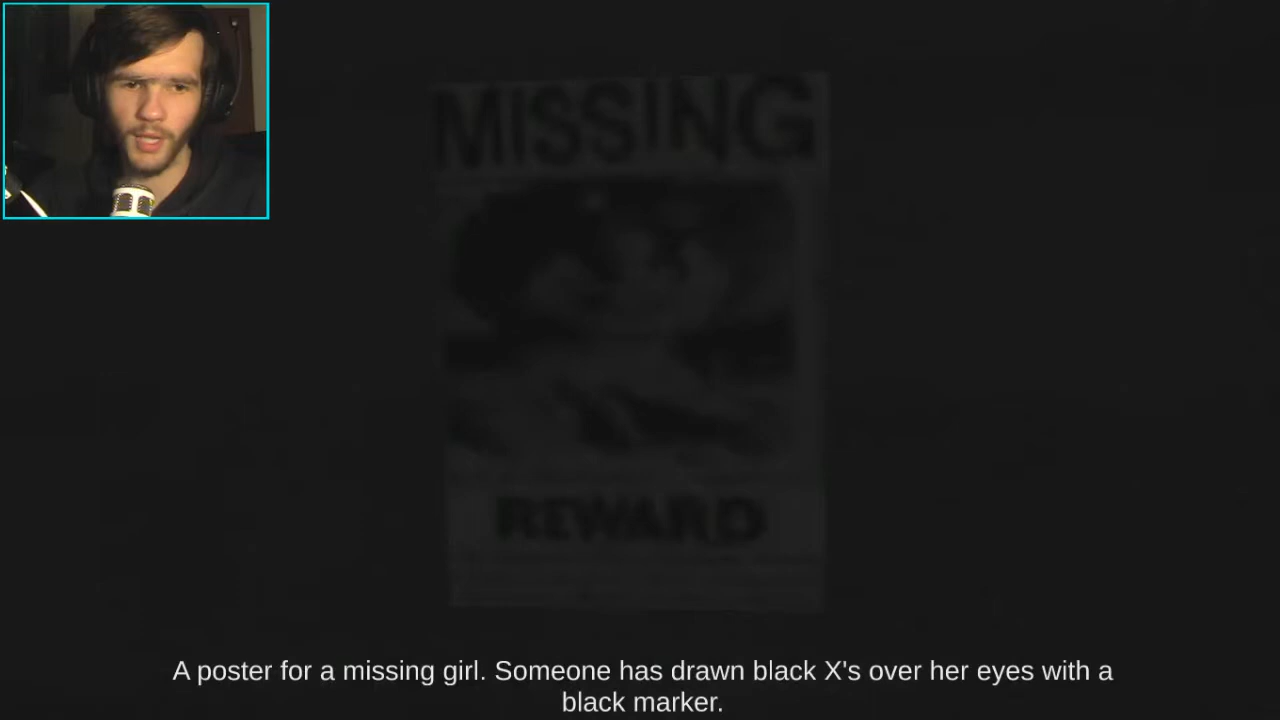 MISSING
REWARD
A poster for a missing girl. Someone has drawn black X's over her eyes with a
black marker.